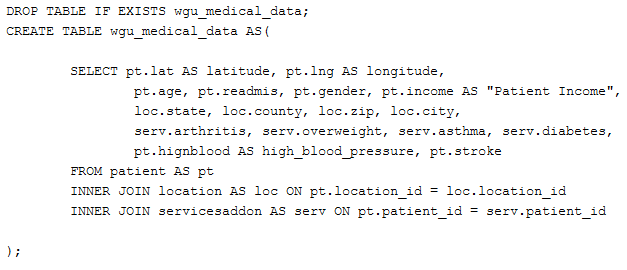 DROP TABLE IF EXISTS wgu_medical_data;
CREATE TABLE wgu_medical_data AS(
SELECT pt.lat AS latitude, pt.lng AS longitude,
pt.age, pt.readmis, pt.gender, pt.income AS "Patient Income",
loc.state, loc.county, loc.zip, loc.city,
serv.arthritis, serv.overweight, serv.asthma, serv.diabetes,
pt.hignblood AS high_blood_pressure, pt.stroke
FROM patient AS pt
INNER JOIN location AS loc ON pt.location_id = loc.location_id
INNER JOIN servicesaddon AS serv ON pt.patient_id = serv.patient_id
);